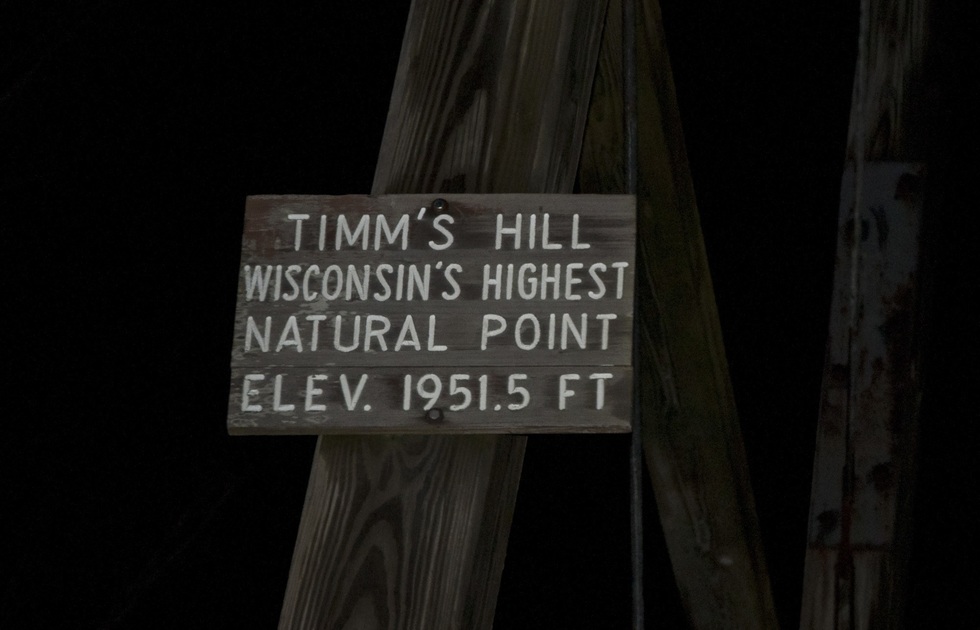 TIMM'S HILL
WISCONSIN'S HIGHEST
NATURAL POINT
ELEV. 1951.5 FT